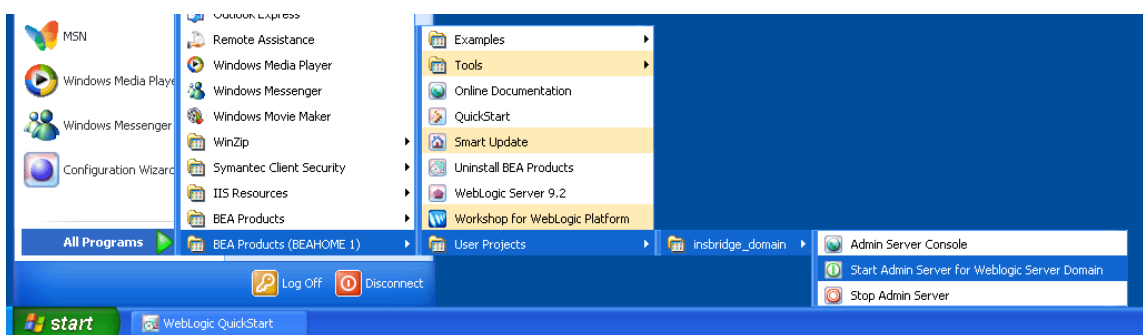 MSN
Windows Media Playe
Windows Messenger
Configuration Wizard
All Programs
Outlook Express
Remote Assistance
Windows Media Player
Windows Messenger
Windows Movie Maker
WinZip
Symantec Client Security
IIS Resources
BEA Products
BEA Products (BEAHOME 1)
Examples
Tools
Online Documentation
QuickStart
Smart Update
Uninstall BEA Products
WebLogic Server 9.2
Workshop for WebLogic Platform
User Projects
insbridge_domain
Admin Server Console
Start Admin Server for Weblogic Server Domain
Stop Admin Server
Log Off
Disconnect
start
WebLogic QuickStart